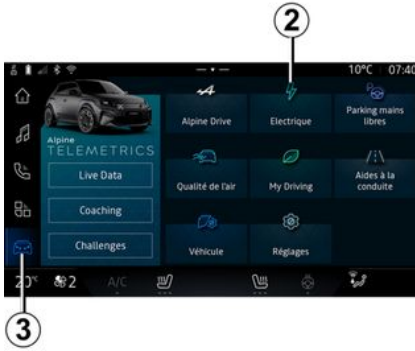 2
10°C 07:40
Alpine
TELEMETRICS
Live Data
Coaching
Challenges
Alpine Drive
Electrique
Parking mains
libres
Qualité de l'air
My Driving
Aides à la
conduite
Véhicule
Réglages
20°C 2 A/C
3